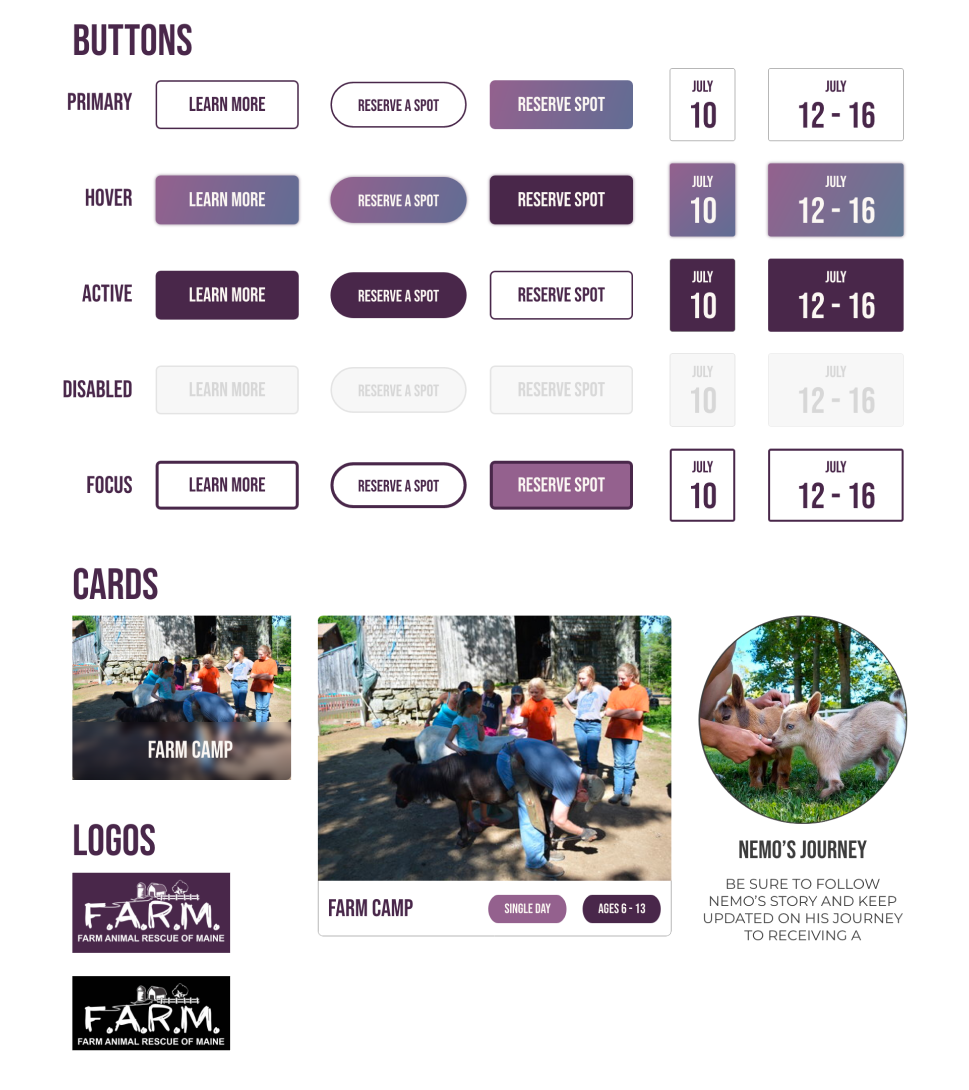 BUTTONS
PRIMARY
LEARN MORE
RESERVE A SPOT
RESERVE SPOT
JULY
10
JULY
12 - 16
HOVER
LEARN MORE
RESERVE A SPOT
RESERVE SPOT
JULY
10
JULY
12 - 16
ACTIVE
LEARN MORE
RESERVE A SPOT
RESERVE SPOT
JULY
10
JULY
12 - 16
DISABLED
LEARN MORE
RESERVE A SPOT
RESERVE SPOT
JULY
10
JULY
12 - 16
FOCUS
LEARN MORE
RESERVE A SPOT
RESERVE SPOT
JULY
10
JULY
12 - 16
CARDS
FARM CAMP
FARM CAMP
SINGLE DAY
AGES 6 - 13
NEMO’S JOURNEY
BE SURE TO FOLLOW
NEMO’S STORY AND KEEP
UPDATED ON HIS JOURNEY
TO RECEIVING A
LOGOS
F.A.R.M.
FARM ANIMAL RESCUE OF MAINE
F.A.R.M.
FARM ANIMAL RESCUE OF MAINE